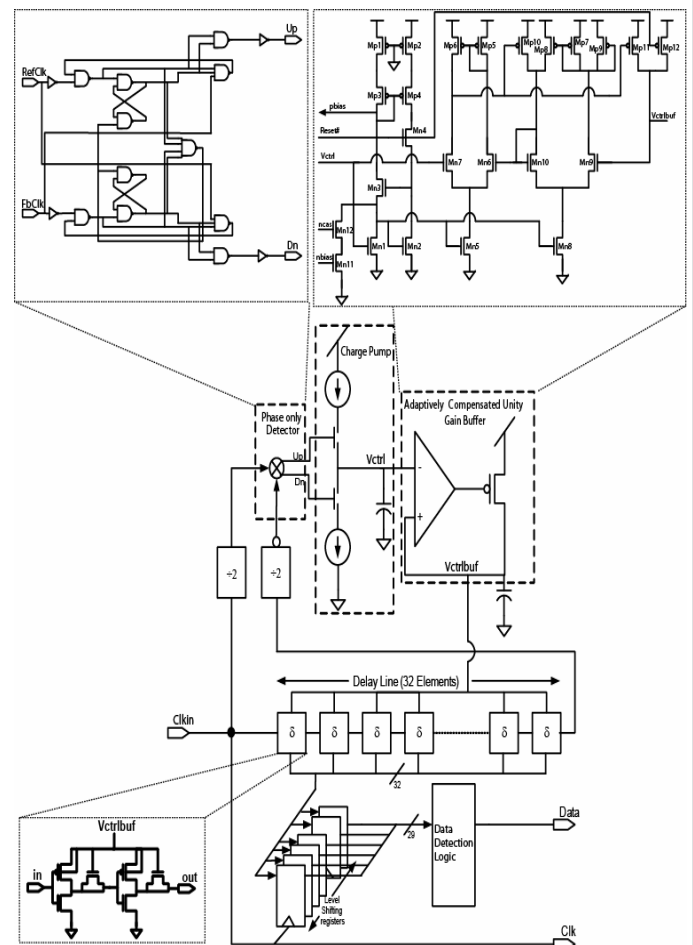 Up
RefClk
FbClk
Dn
Mp1
Mp2
Mp6
Mp5
Mp10
Mp8
Mp7
Mp9
Mp11
Mp12
Mp3
Mp4
pbias
Reset#
Mn4
Vctrlbuf
Vctrl
Mn7
Mn6
Mn10
Mn9
Mn3
ncas
Mn12
nbias
Mn11
Mn1
Mn2
Mn5
Mn8
Charge Pump
Phase only
Detector
Adaptively Compensated Unity
Gain Buffer
Up
Dn
Vctrl
-
+
Vctrlbuf
÷2
÷2
Delay Line (32 Elements)
Clkin
δ
δ
δ
δ
δ
δ
32
Vctrlbuf
in
out
29
Data
Detection
Logic
Data
Level
Shifting
registers
Clk